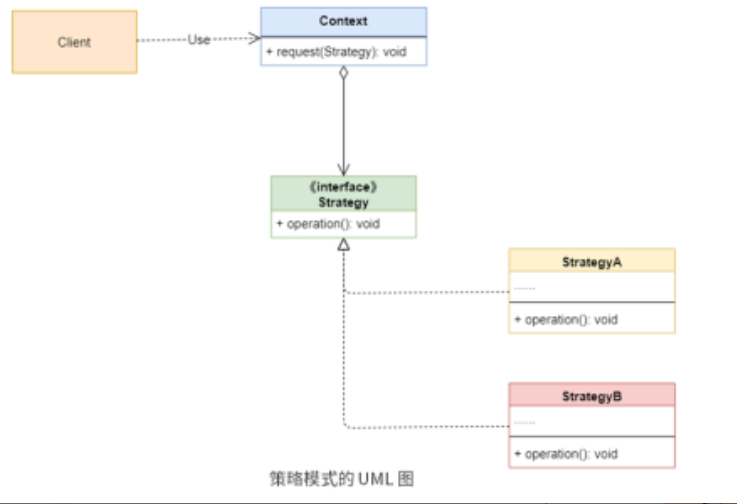 Context
Client
Use
+ request(Strategy): void
《interface》
Strategy
+ operation(): void
StrategyA
......
+ operation(): void
StrategyB
......
+ operation(): void
策略模式的 UML 图